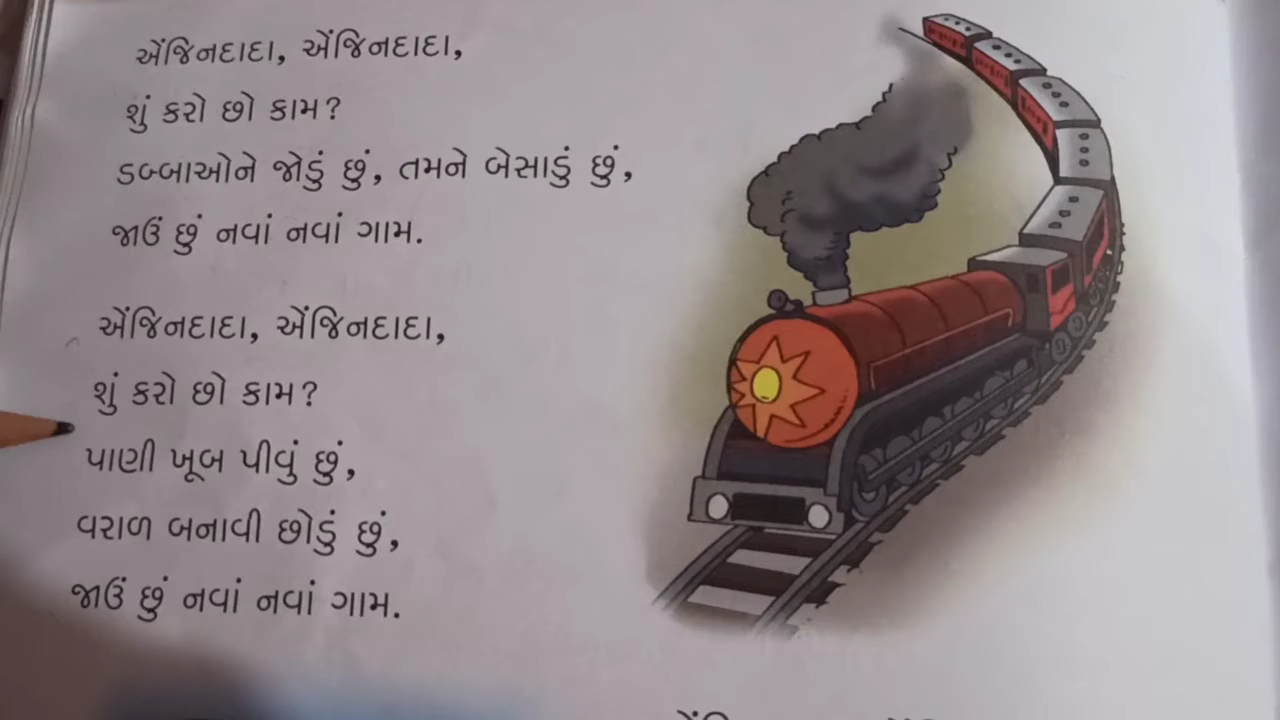 એંજિનદાદા, એંજિનદાદા,
શું કરો છો કામ?
ડબ્બાઓને જોડું છું, તમને બેસાડું છું,
જાઉં છું નવાં નવાં ગામ.
એંજિનદાદા, એંજિનદાદા,
શું કરો છો કામ?
પાણી ખૂબ પીવું છું,
વરાળ બનાવી છોડું છું,
જાઉં છું નવાં નવાં ગામ.